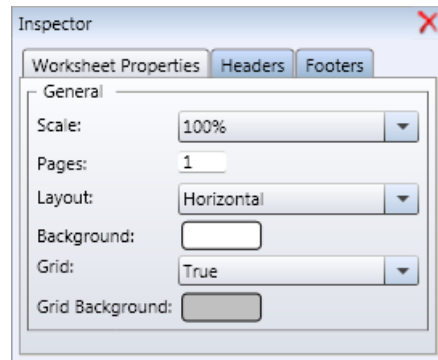 Inspector
Worksheet Properties Headers Footers
General
Scale: 100%
Pages: 1
Layout: Horizontal
Background:
Grid: True
Grid Background: